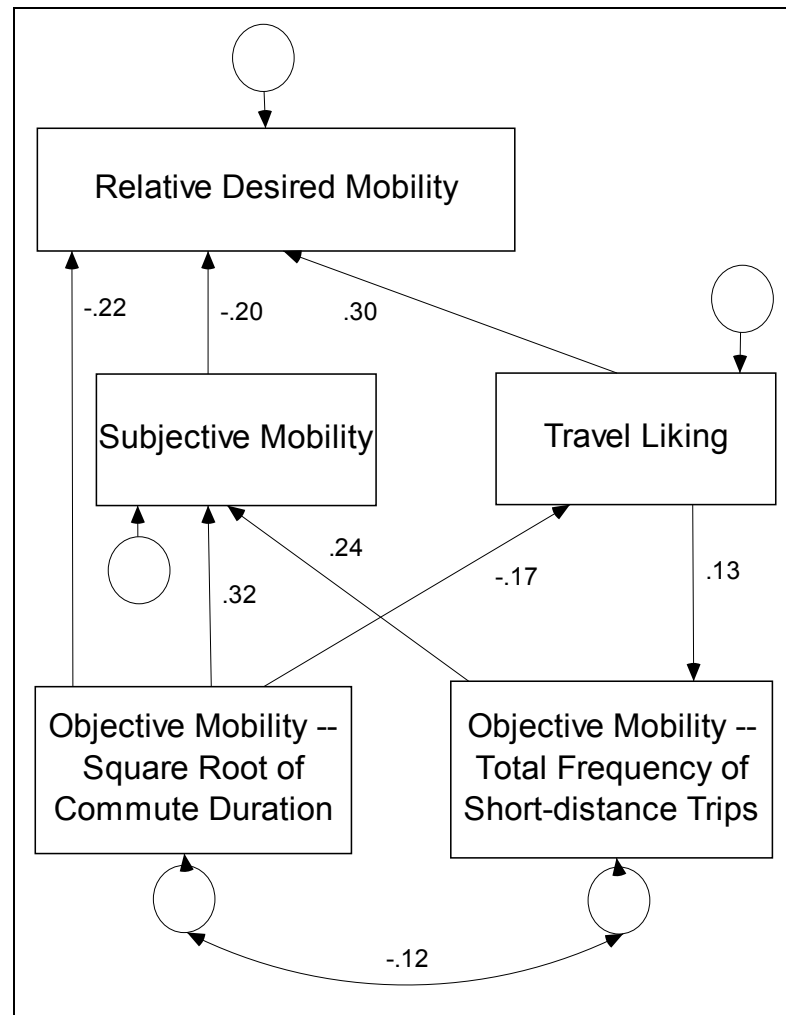 Relative Desired Mobility
-.22
-.20
.30
Subjective Mobility
Travel Liking
.32
.24
-.17
.13
Objective Mobility --
Square Root of
Commute Duration
Objective Mobility --
Total Frequency of
Short-distance Trips
-.12